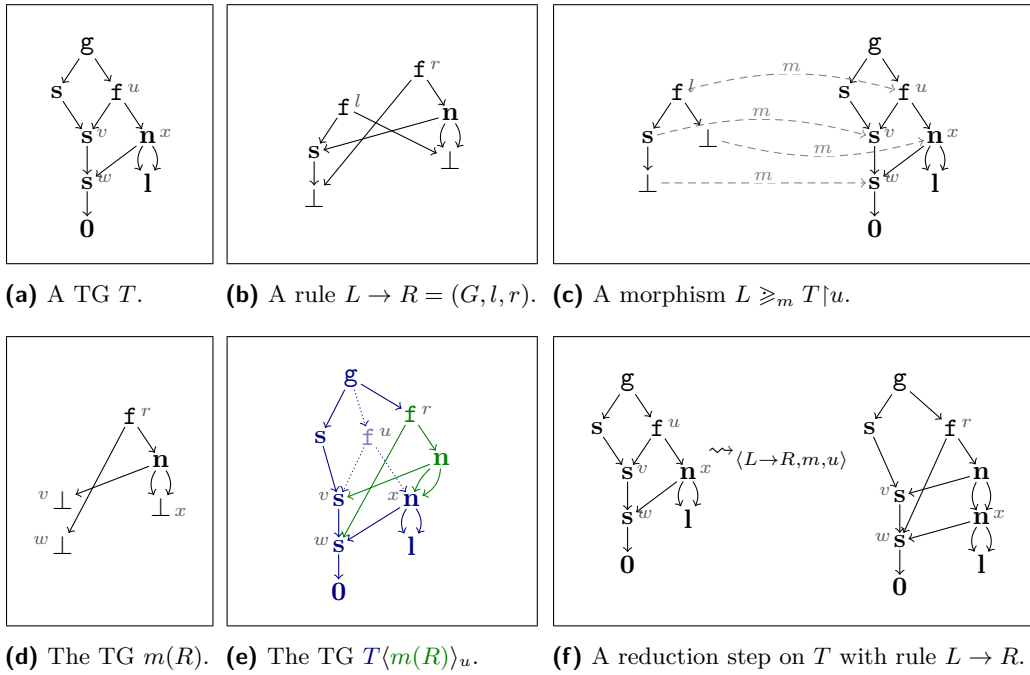 g
s f u
s v n x
s w l
0
(a) A TG T.
f r
f l n
s ⊥
⊥
(b) A rule L → R = (G, l, r).
m
g
f l s f u
m
s ⊥ s v n x
m
⊥ m s w l
0
(c) A morphism L ⩾m T↾u.
f r
n
v ⊥ ⊥ x
w ⊥
(d) The TG m(R).
g
f r
s f u
n
v s x n
w s l
0
(e) The TG T⟨m(R)⟩u.
g g
s f u s f r
⇝⟨L→R,m,u⟩
s v n x n
v s
s w l n x
w s
0 l
0
(f) A reduction step on T with rule L → R.